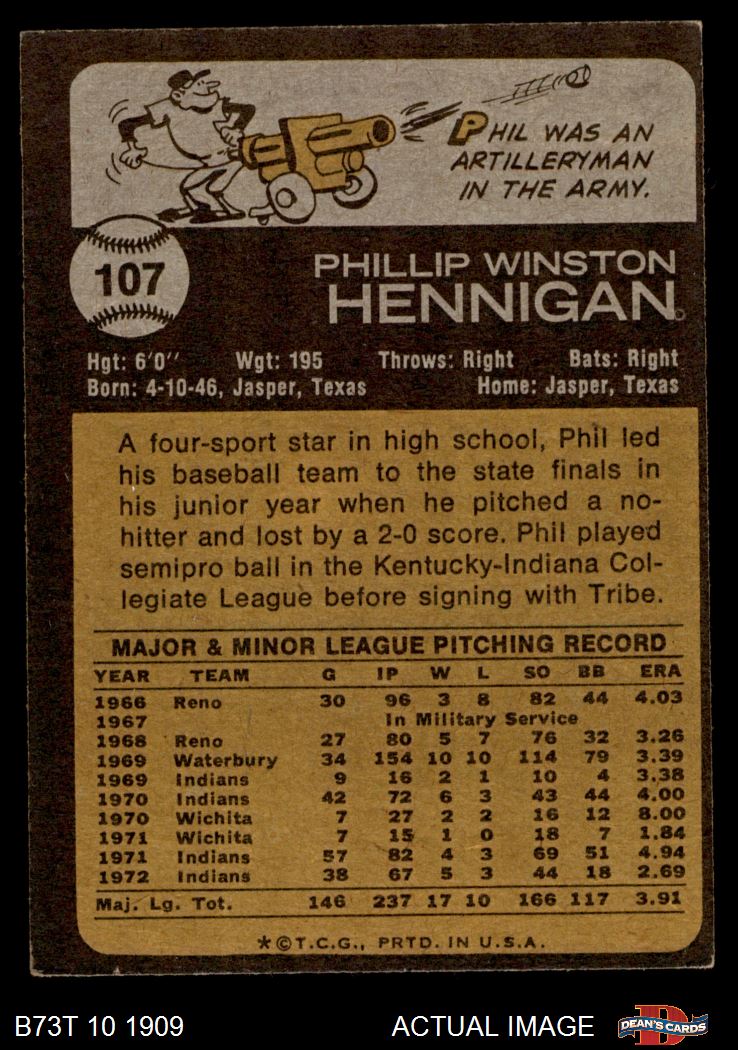 PHIL WAS AN
ARTILLERYMAN
IN THE ARMY.
107
PHILLIP WINSTON
HENNIGAN
Hgt: 6'0" Wgt: 195 Throws: Right Bats: Right
Born: 4-10-46, Jasper, Texas Home: Jasper, Texas
A four-sport star in high school, Phil led
his baseball team to the state finals in
his junior year when he pitched a no-
hitter and lost by a 2-0 score. Phil played
semipro ball in the Kentucky-Indiana Col-
legiate League before signing with Tribe.
MAJOR & MINOR LEAGUE PITCHING RECORD
YEAR TEAM G IP W L SO BB ERA
1966 Reno 30 96 3 8 82 44 4.03
1967 In Military Service
1968 Reno 27 80 5 7 76 32 3.26
1969 Waterbury 34 154 10 10 114 79 3.39
1969 Indians 9 16 2 1 10 4 3.38
1970 Indians 42 72 6 3 43 44 4.00
1970 Wichita 7 27 2 2 16 12 8.00
1971 Wichita 7 15 1 0 18 7 1.84
1971 Indians 57 82 4 3 69 51 4.94
1972 Indians 38 67 5 3 44 18 2.69
Maj. Lg. Tot. 146 237 17 10 166 117 3.91
*©T.C.G., PRTD. IN U.S.A.
B73T 10 1909 ACTUAL IMAGE D DEAN'S CARDS